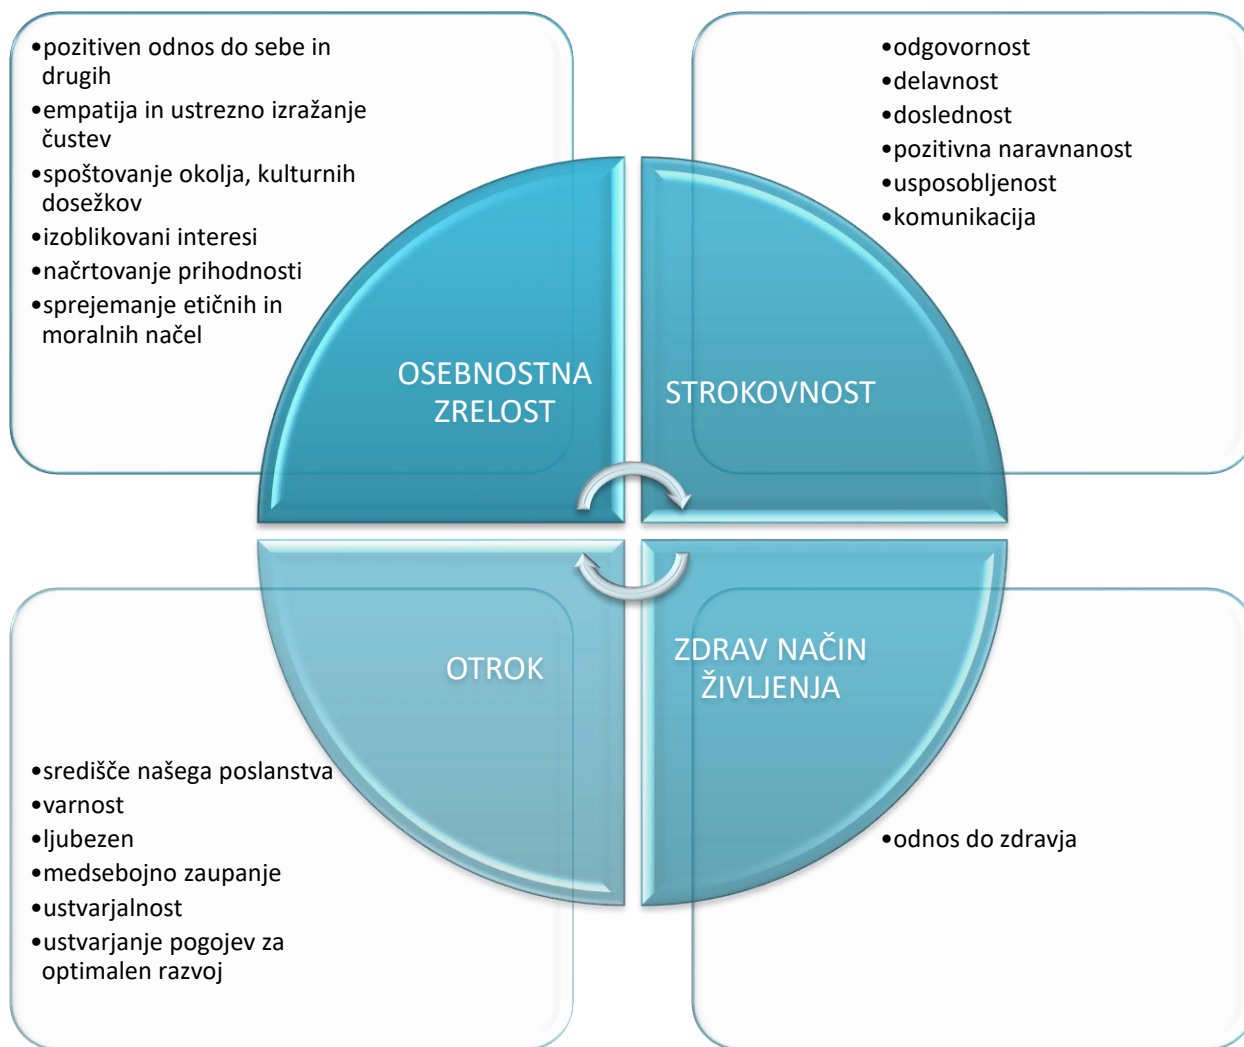 •pozitiven odnos do sebe in
drugih
•empatija in ustrezno izražanje
čustev
•spoštovanje okolja, kulturnih
dosežkov
•izoblikovani interesi
•načrtovanje prihodnosti
•sprejemanje etičnih in
moralnih načel
•odgovornost
•delavnost
•doslednost
•pozitivna naravnanost
•usposobljenost
•komunikacija
OSEBNOSTNA
ZRELOST
STROKOVNOST
OTROK
ZDRAV NAČIN
ŽIVLJENJA
•središče našega poslanstva
•varnost
•ljubezen
•medsebojno zaupanje
•ustvarjalnost
•ustvarjanje pogojev za
optimalen razvoj
•odnos do zdravja